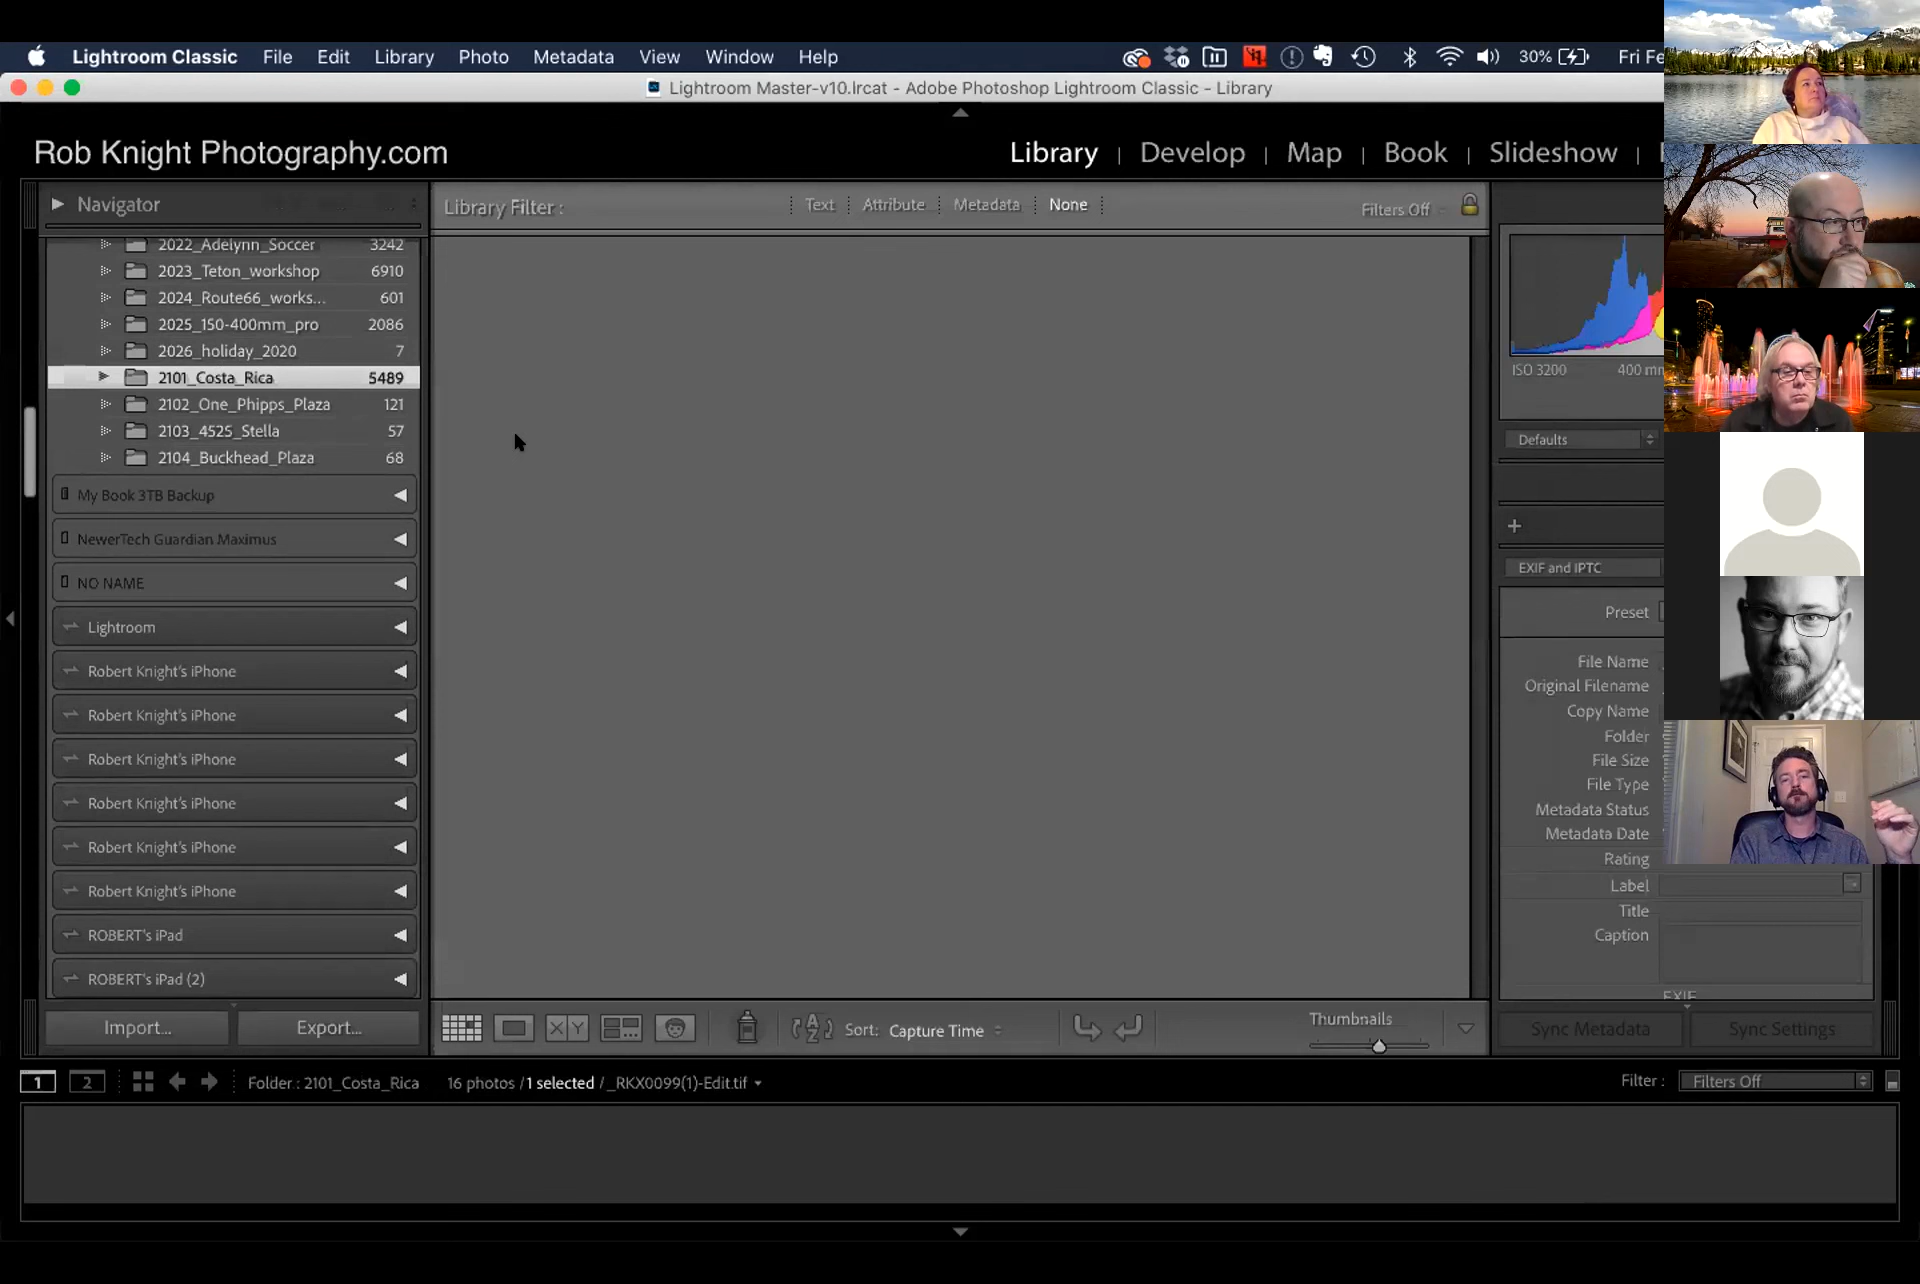 Lightroom Classic File Edit Library Photo Metadata View Window Help 30% Fri Fe
Lightroom Master-v10.lrcat - Adobe Photoshop Lightroom Classic - Library
Rob Knight Photography.com
Library | Develop | Map | Book | Slideshow |
Navigator
Library Filter : Text Attribute Metadata None Filters Off
2022_Adelynn_Soccer 3242
2023_Teton_workshop 6910
2024_Route66_works... 601
2025_150-400mm_pro 2086
2026_holiday_2020 7
2101_Costa_Rica 5489
2102_One_Phipps_Plaza 121
2103_4525_Stella 57
2104_Buckhead_Plaza 68
My Book 3TB Backup
NewerTech Guardian Maximus
NO NAME
Lightroom
Robert Knight's iPhone
Robert Knight's iPhone
Robert Knight's iPhone
Robert Knight's iPhone
Robert Knight's iPhone
Robert Knight's iPhone
ROBERT's iPad
ROBERT's iPad (2)
Import...
Export...
ISO 3200 400 mm
Defaults
EXIF and IPTC
Preset
File Name
Original Filename
Copy Name
Folder
File Size
File Type
Metadata Status
Metadata Date
Rating
Label
Title
Caption
EXIF
XY
Sort: Capture Time
Thumbnails
Sync Metadata
Sync Settings
1 2 Folder : 2101_Costa_Rica 16 photos / 1 selected / _RKX0099(1)-Edit.tif
Filter : Filters Off